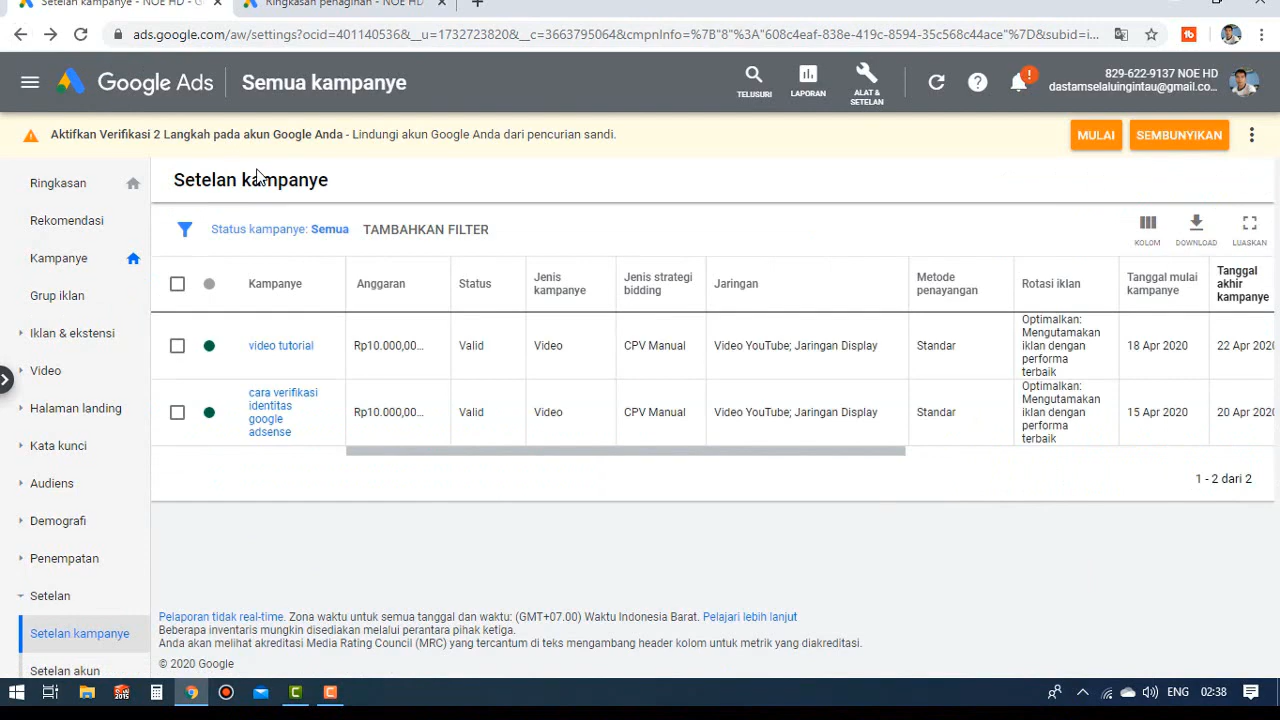 Setelan kampanye - NOE HD - G
Ringkasan penagihan - NOE HD
ads.google.com/aw/settings?ocid=401140536&__u=1732723100&__c=3663795064&cmpnInfo=%7B"8"%3A"608c4eaf-838e-419c-8594-35c568c44ace"%7D&subid=i...
Google Ads
Semua kampanye
TELUSURI
LAPORAN
ALAT &
SETELAN
!
829-622-9137 NOE HD
dastamselaluingintau@gmail.co...
Aktifkan Verifikasi 2 Langkah pada akun Google Anda - Lindungi akun Google Anda dari pencurian sandi.
MULAI
SEMBUNYIKAN
Ringkasan
Rekomendasi
Kampanye
Grup iklan
Iklan & ekstensi
Video
Halaman landing
Kata kunci
Audiens
Demografi
Penempatan
Setelan
Setelan kampanye
Setelan akun
Setelan kampanye
Status kampanye: Semua
TAMBAHKAN FILTER
KOLOM
DOWNLOAD
LUASKAN
Kampanye
Anggaran
Status
Jenis
kampanye
Jenis strategi
bidding
Jaringan
Metode
penayangan
Rotasi iklan
Tanggal mulai
kampanye
Tanggal
akhir
kampanye
video tutorial
Rp10.000,00...
Valid
Video
CPV Manual
Video YouTube; Jaringan Display
Standar
Optimalkan:
Mengutamakan
iklan dengan
performa
terbaik
18 Apr 2020
22 Apr 2020
cara verifikasi
identitas
google
adsense
Rp10.000,00...
Valid
Video
CPV Manual
Video YouTube; Jaringan Display
Standar
Optimalkan:
Mengutamakan
iklan dengan
performa
terbaik
15 Apr 2020
20 Apr 2020
1 - 2 dari 2
Pelaporan tidak real-time. Zona waktu untuk semua tanggal dan waktu: (GMT+07.00) Waktu Indonesia Barat. Pelajari lebih lanjut
Beberapa inventaris mungkin disediakan melalui perantara pihak ketiga.
Anda akan melihat akreditasi Media Rating Council (MRC) yang tercantum di teks mengambang header kolom untuk metrik yang diakreditasi.
© 2020 Google
2015
ENG
02:38